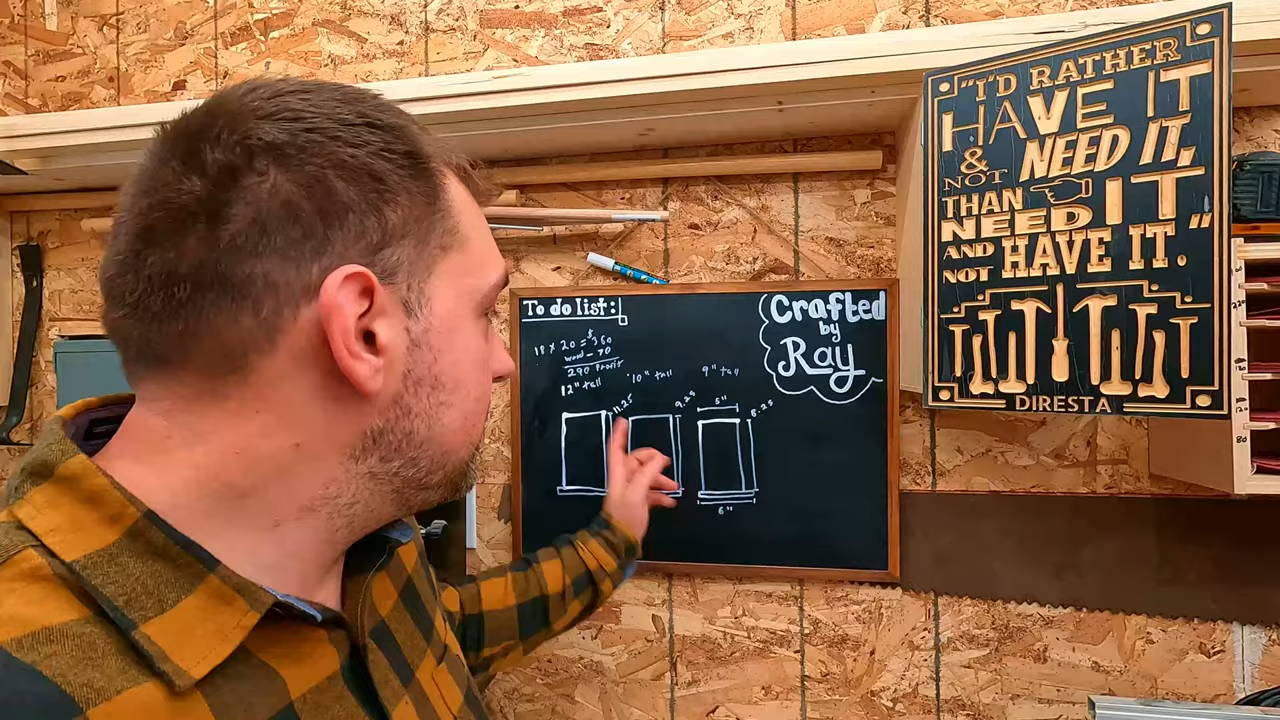 To do list:
18 x 20 = $360
wood - 70
290 Profit
12" tall
10" tall
9" tall
11.25
9.25
5"
8.25
6"
Crafted
by
Ray
"I'D RATHER
HAVE IT
& NOT NEED IT,
THAN
NEED IT
AND
NOT HAVE IT."
DIRESTA
80